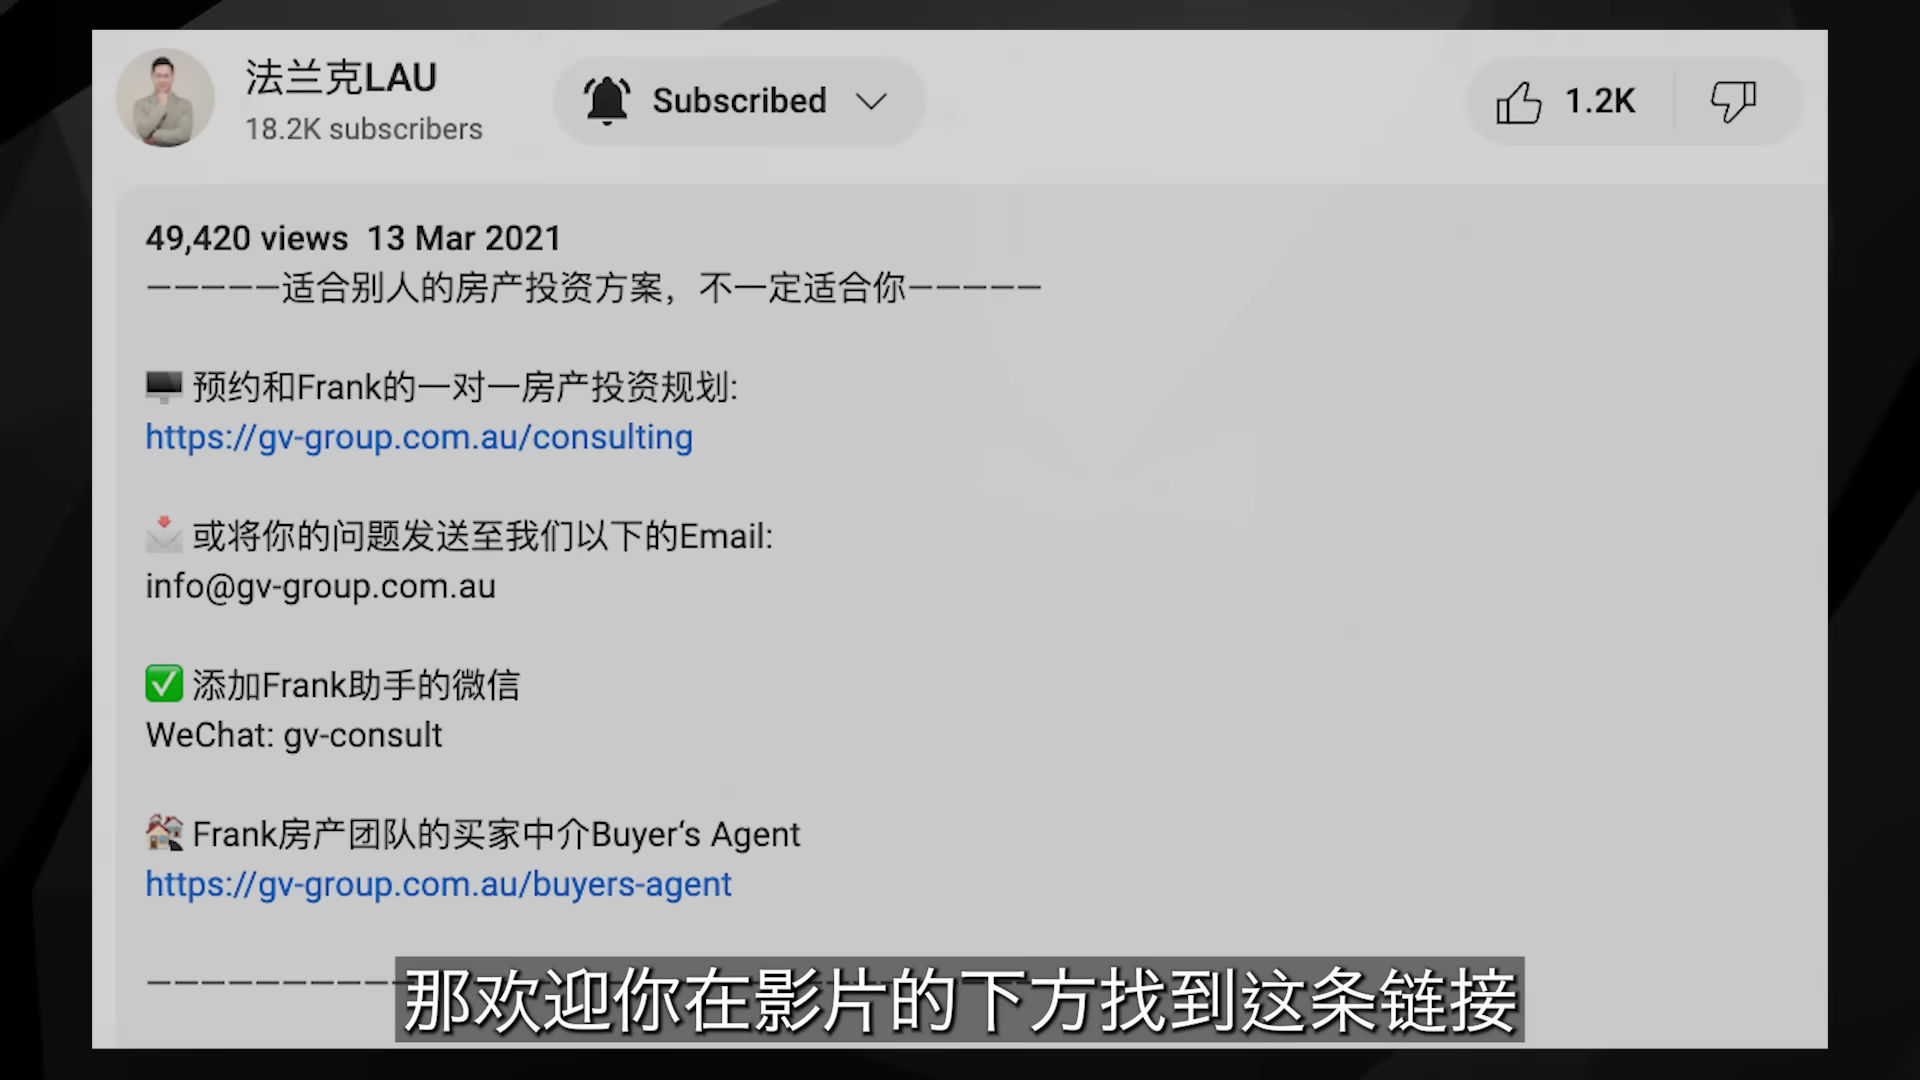 法兰克LAU
18.2K subscribers
Subscribed
1.2K
49,420 views 13 Mar 2021
—————适合别人的房产投资方案，不一定适合你—————
🖥️ 预约和Frank的一对一房产投资规划:
https://gv-group.com.au/consulting
📩 或将你的问题发送至我们以下的Email:
info@gv-group.com.au
✅ 添加Frank助手的微信
WeChat: gv-consult
🏘️ Frank房产团队的买家中介Buyer‘s Agent
https://gv-group.com.au/buyers-agent
——————————
那欢迎你在影片的下方找到这条链接